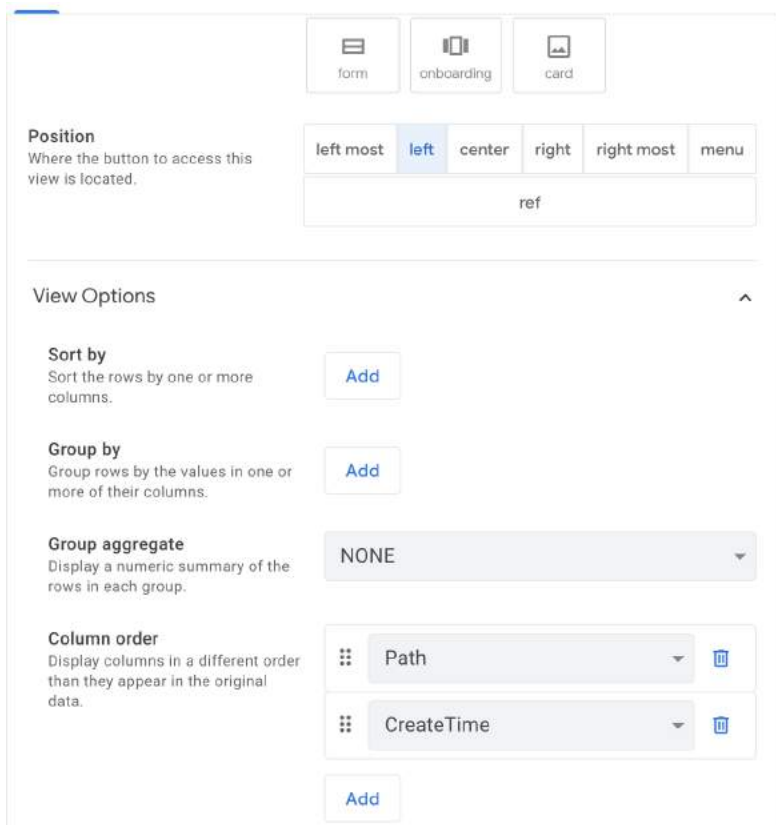 form
onboarding
card
Position
Where the button to access this
view is located.
left most
left
center
right
right most
menu
ref
View Options
Sort by
Sort the rows by one or more
columns.
Add
Group by
Group rows by the values in one or
more of their columns.
Add
Group aggregate
Display a numeric summary of the
rows in each group.
NONE
Column order
Display columns in a different order
than they appear in the original
data.
Path
CreateTime
Add